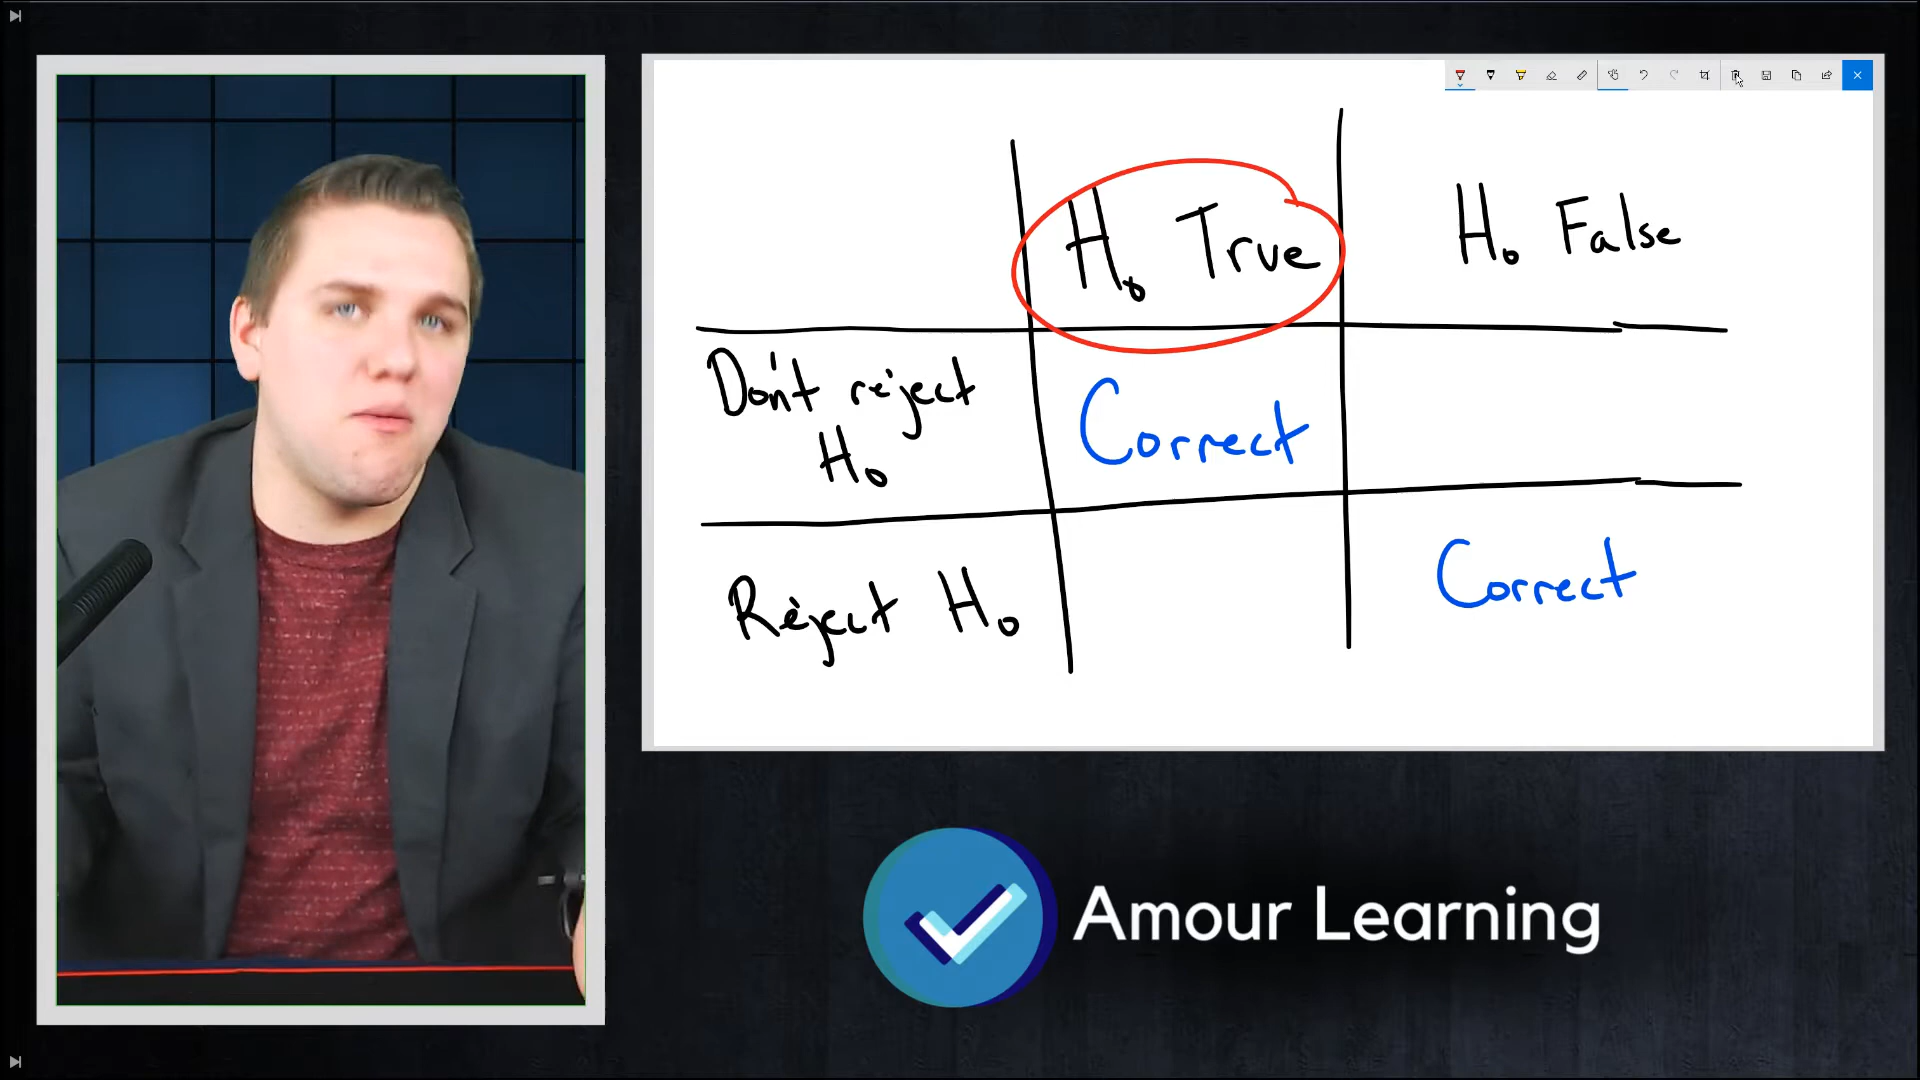 H₀ True
H₀ False
Don't reject
H₀
Correct
Reject H₀
Correct
Amour Learning